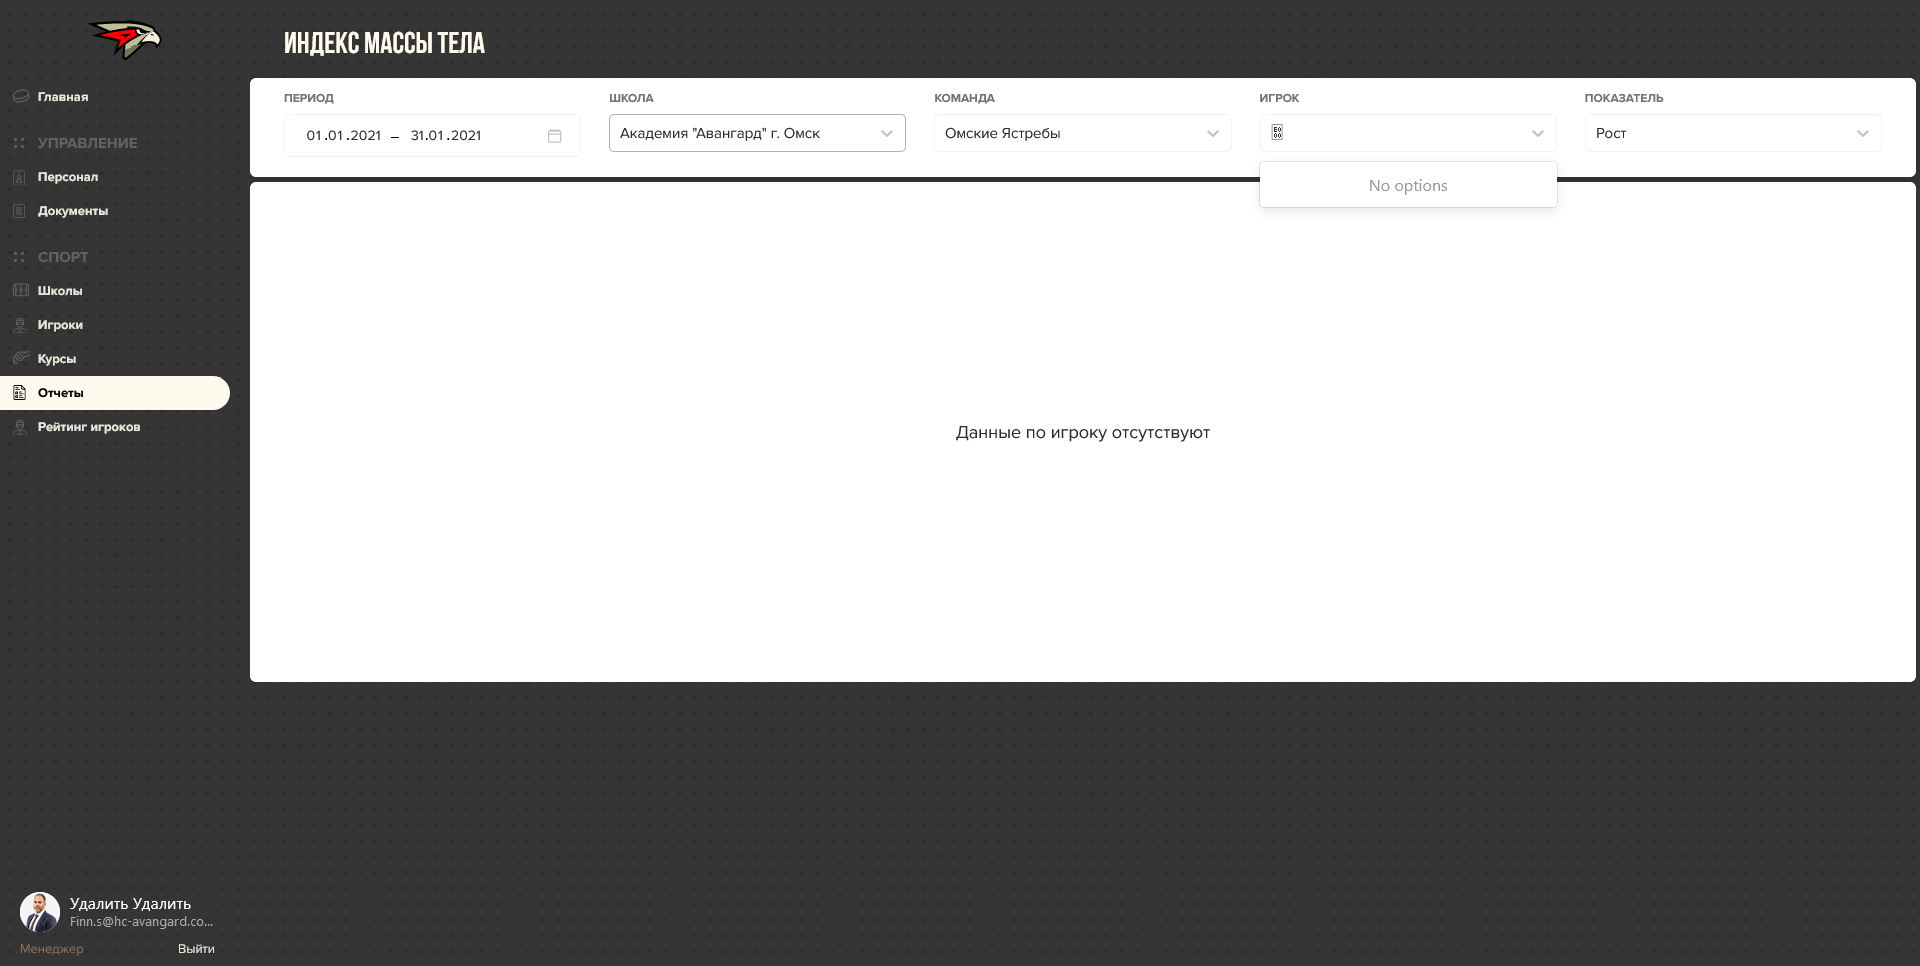 ИНДЕКС МАССЫ ТЕЛА
Главная
УПРАВЛЕНИЕ
Персонал
Документы
СПОРТ
Школы
Игроки
Курсы
Отчеты
Рейтинг игроков
ПЕРИОД
01.01.2021 – 31.01.2021
ШКОЛА
Академия "Авангард" г. Омск
КОМАНДА
Омские Ястребы
ИГРОК
No options
ПОКАЗАТЕЛЬ
Рост
Данные по игроку отсутствуют
Удалить Удалить
Finn.s@hc-avangard.co...
Менеджер
Выйти